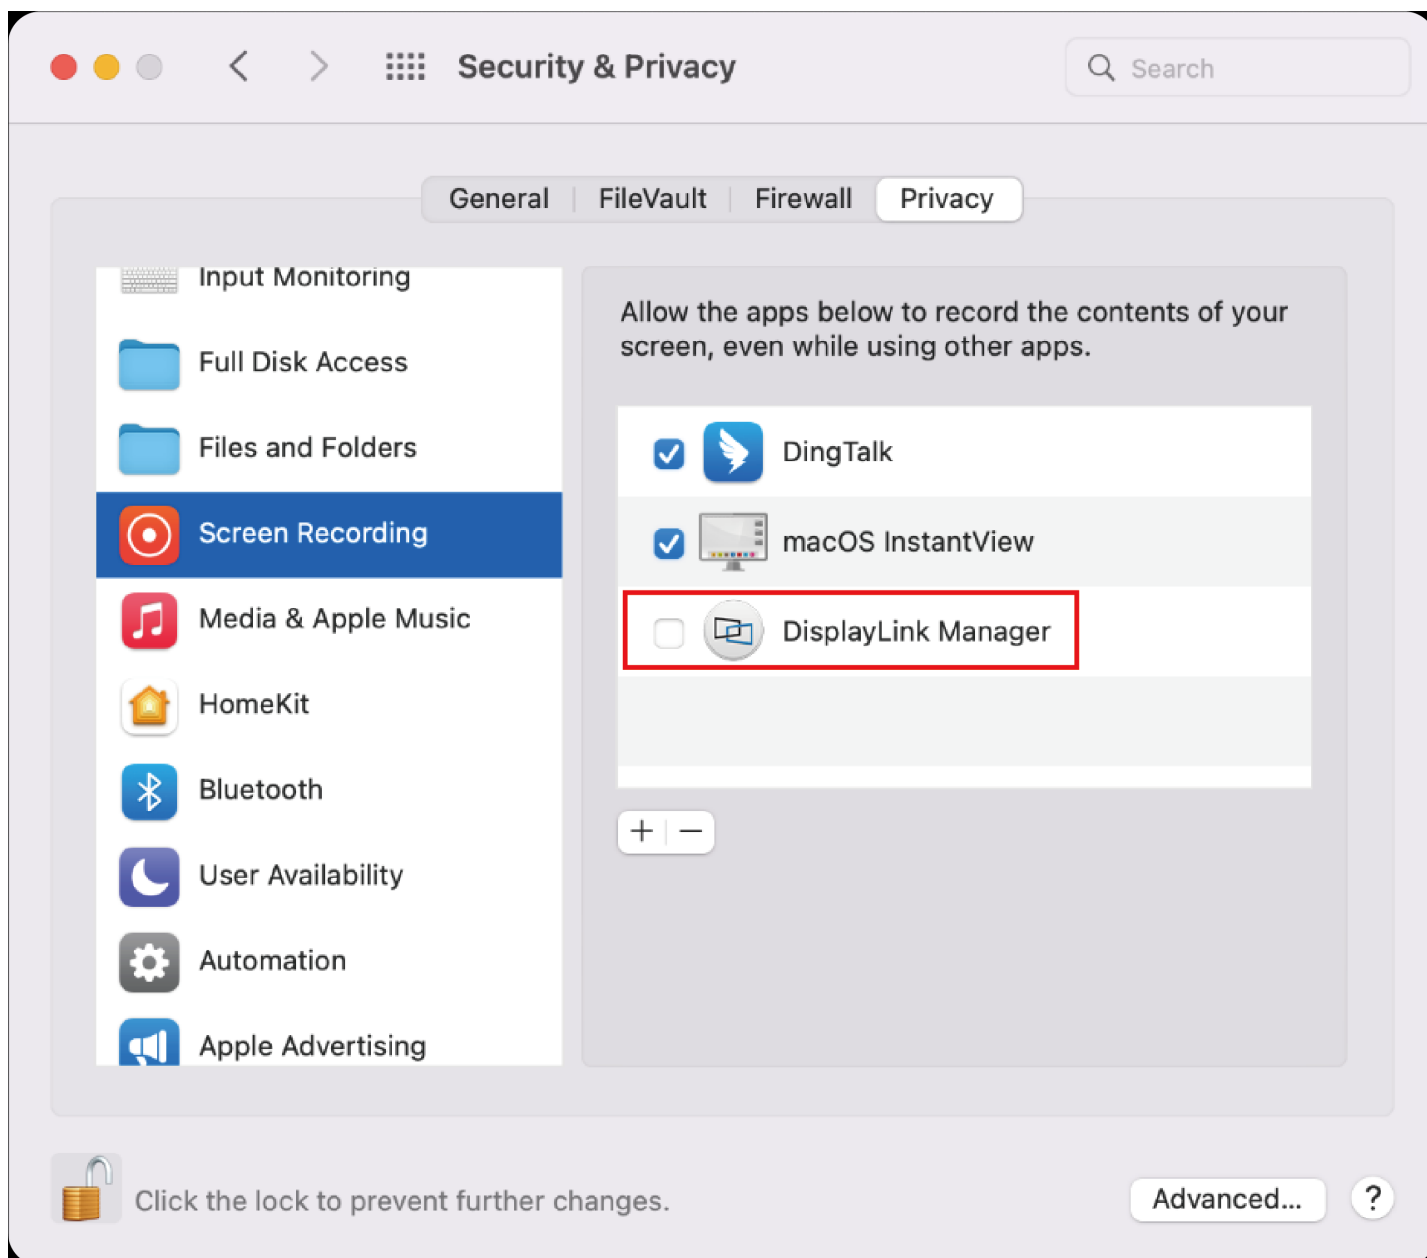 Security & Privacy
Search
General
FileVault
Firewall
Privacy
Input Monitoring
Full Disk Access
Files and Folders
Screen Recording
Media & Apple Music
HomeKit
Bluetooth
User Availability
Automation
Apple Advertising
Allow the apps below to record the contents of your
screen, even while using other apps.
DingTalk
macOS InstantView
DisplayLink Manager
Click the lock to prevent further changes.
Advanced...
?